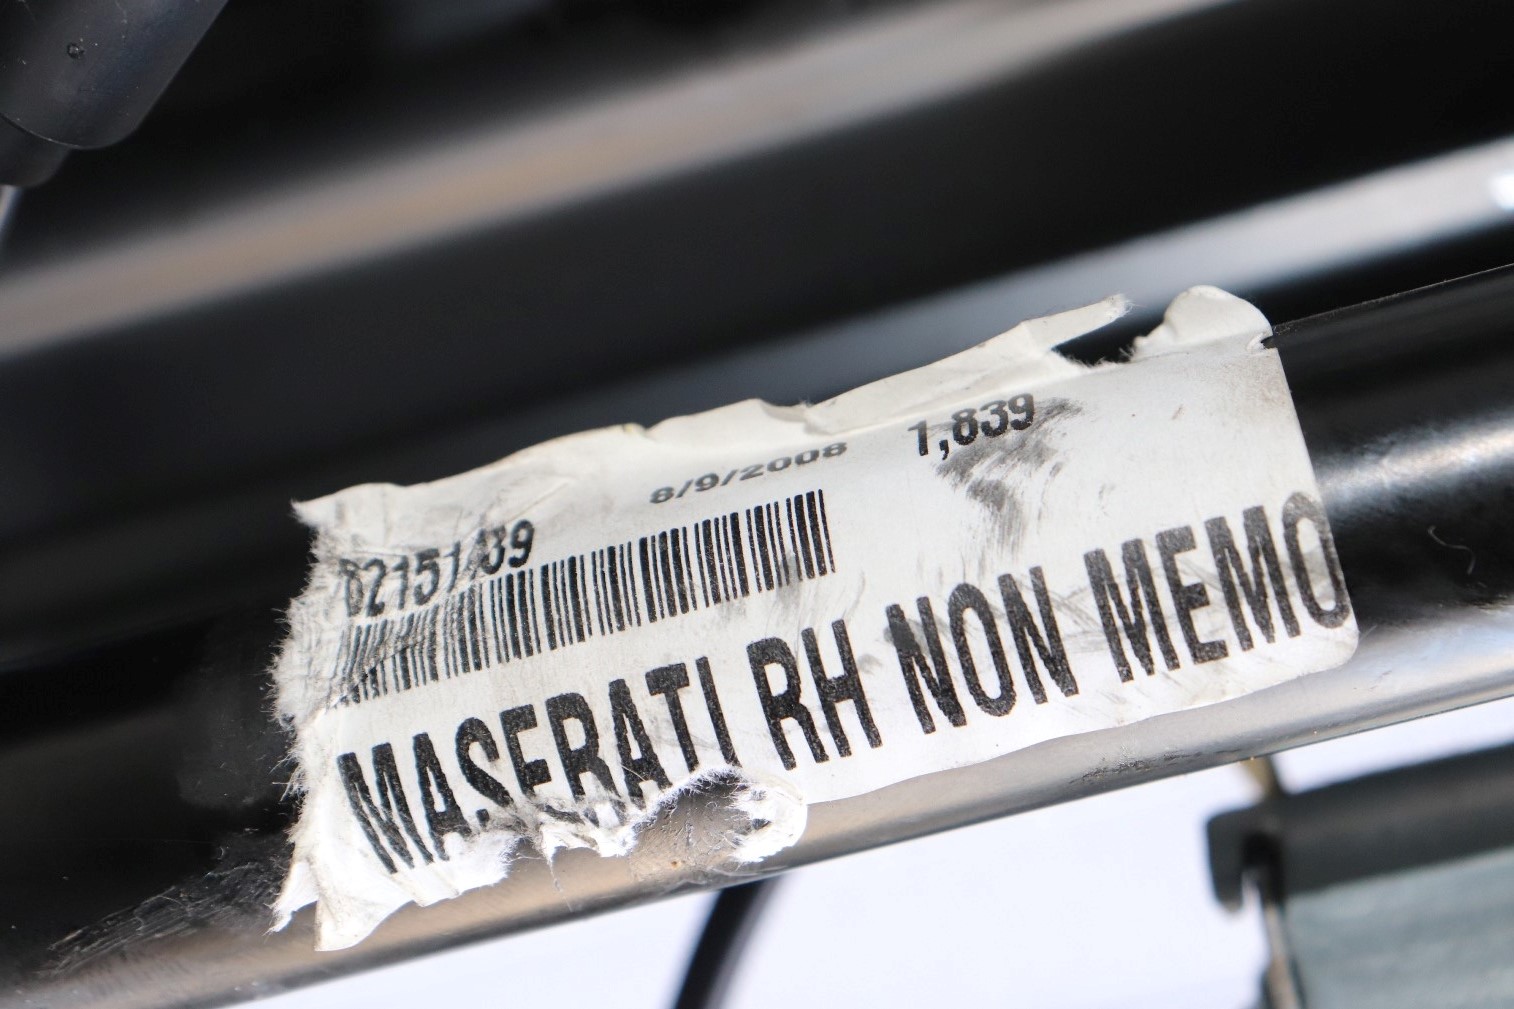 8/9/2008 1,839
MASERATI RH NON MEMO